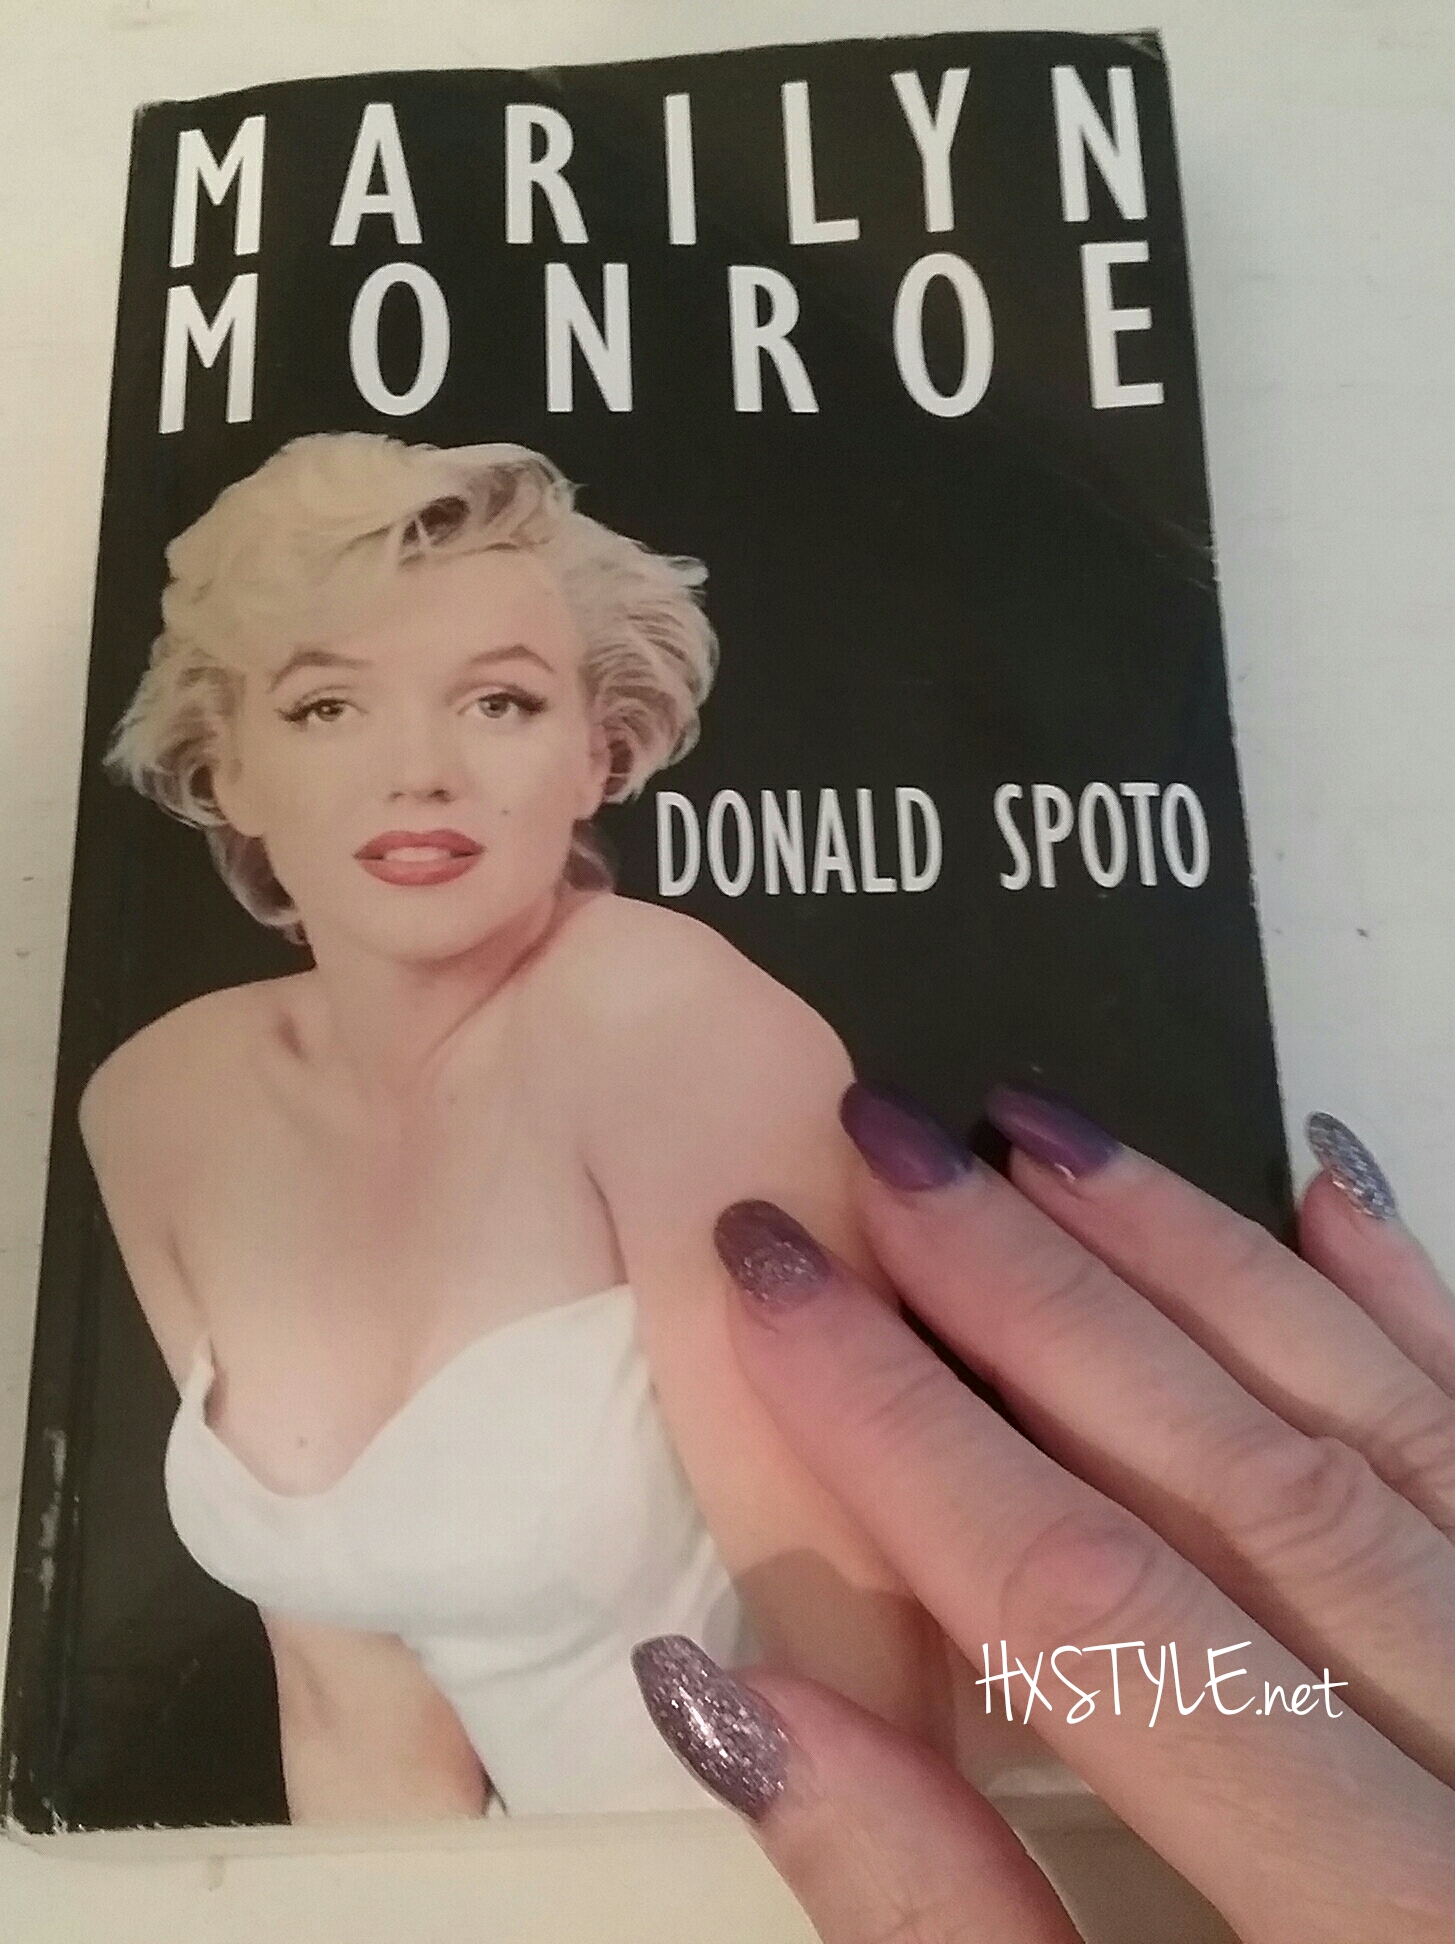 MARILYN
MONROE
DONALD SPOTO
HXSTYLE.net